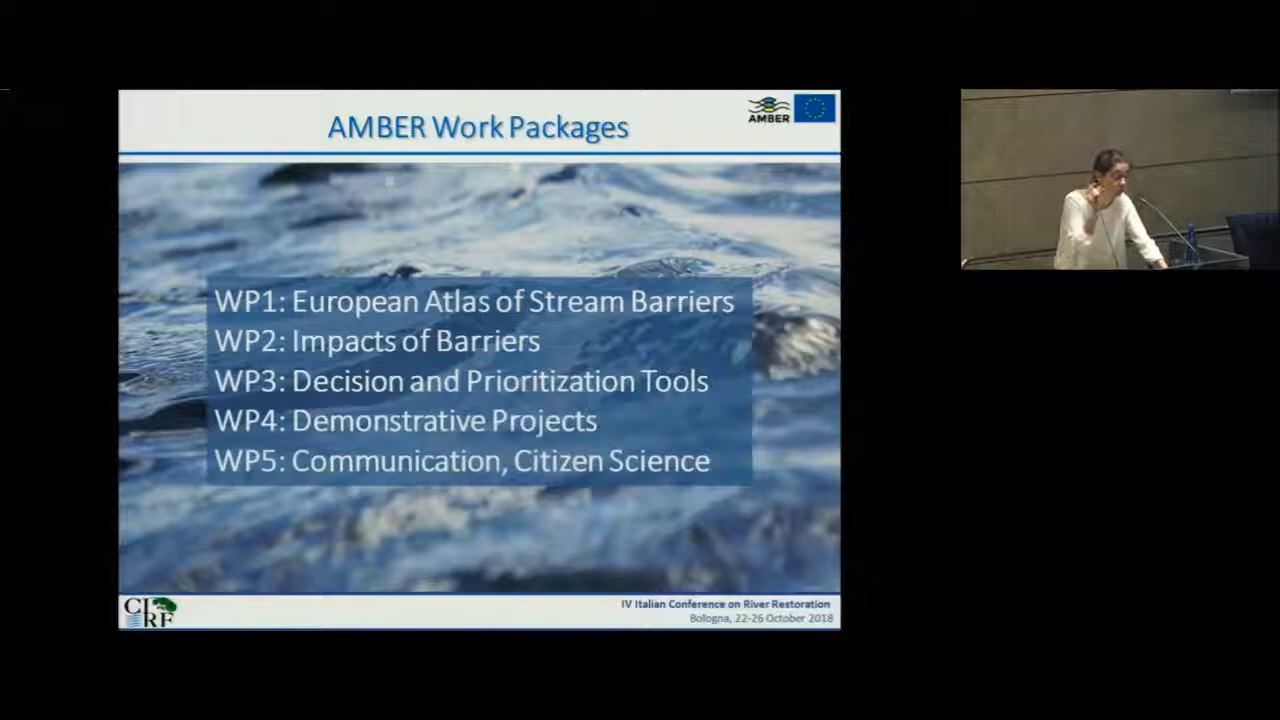 AMBER Work Packages
AMBER
WP1: European Atlas of Stream Barriers
WP2: Impacts of Barriers
WP3: Decision and Prioritization Tools
WP4: Demonstrative Projects
WP5: Communication, Citizen Science
CIRF
IV Italian Conference on River Restoration
Bologna, 22-26 October 2018